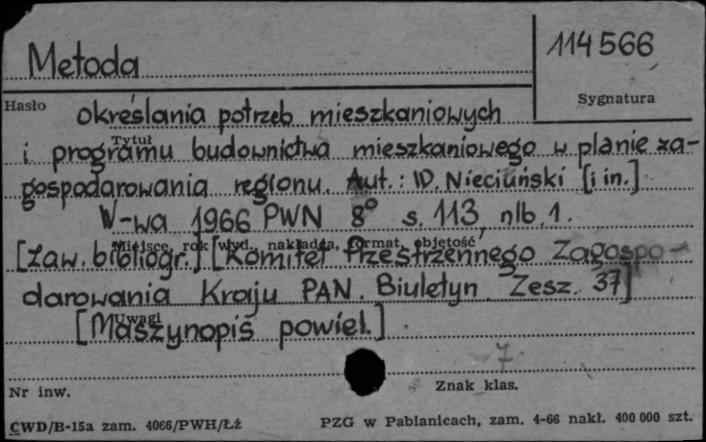 Metoda
114566
Hasło
Sygnatura
określania potrzeb mieszkaniowych
Tytuł
i programu budownictwa mieszkaniowego w planie za-
gospodarowania regionu. Aut.: W. Nieciuński [i in.]
W-wa 1966 PWN 8° s. 113, nlb. 1.
Miejsce, rok wyd., nakładca, format, objętość
[Zaw. bibliogr.] [Komitet Przestrzennego Zagospo-
darowania Kraju PAN. Biuletyn Zesz. 37]
Uwagi
[Maszynopis powiel.]
7.
Nr inw.
Znak klas.
CWD/B-15a zam. 4066/PWH/Łź
PZG w Pabianicach, zam. 4-66 nakł. 400 000 szt.